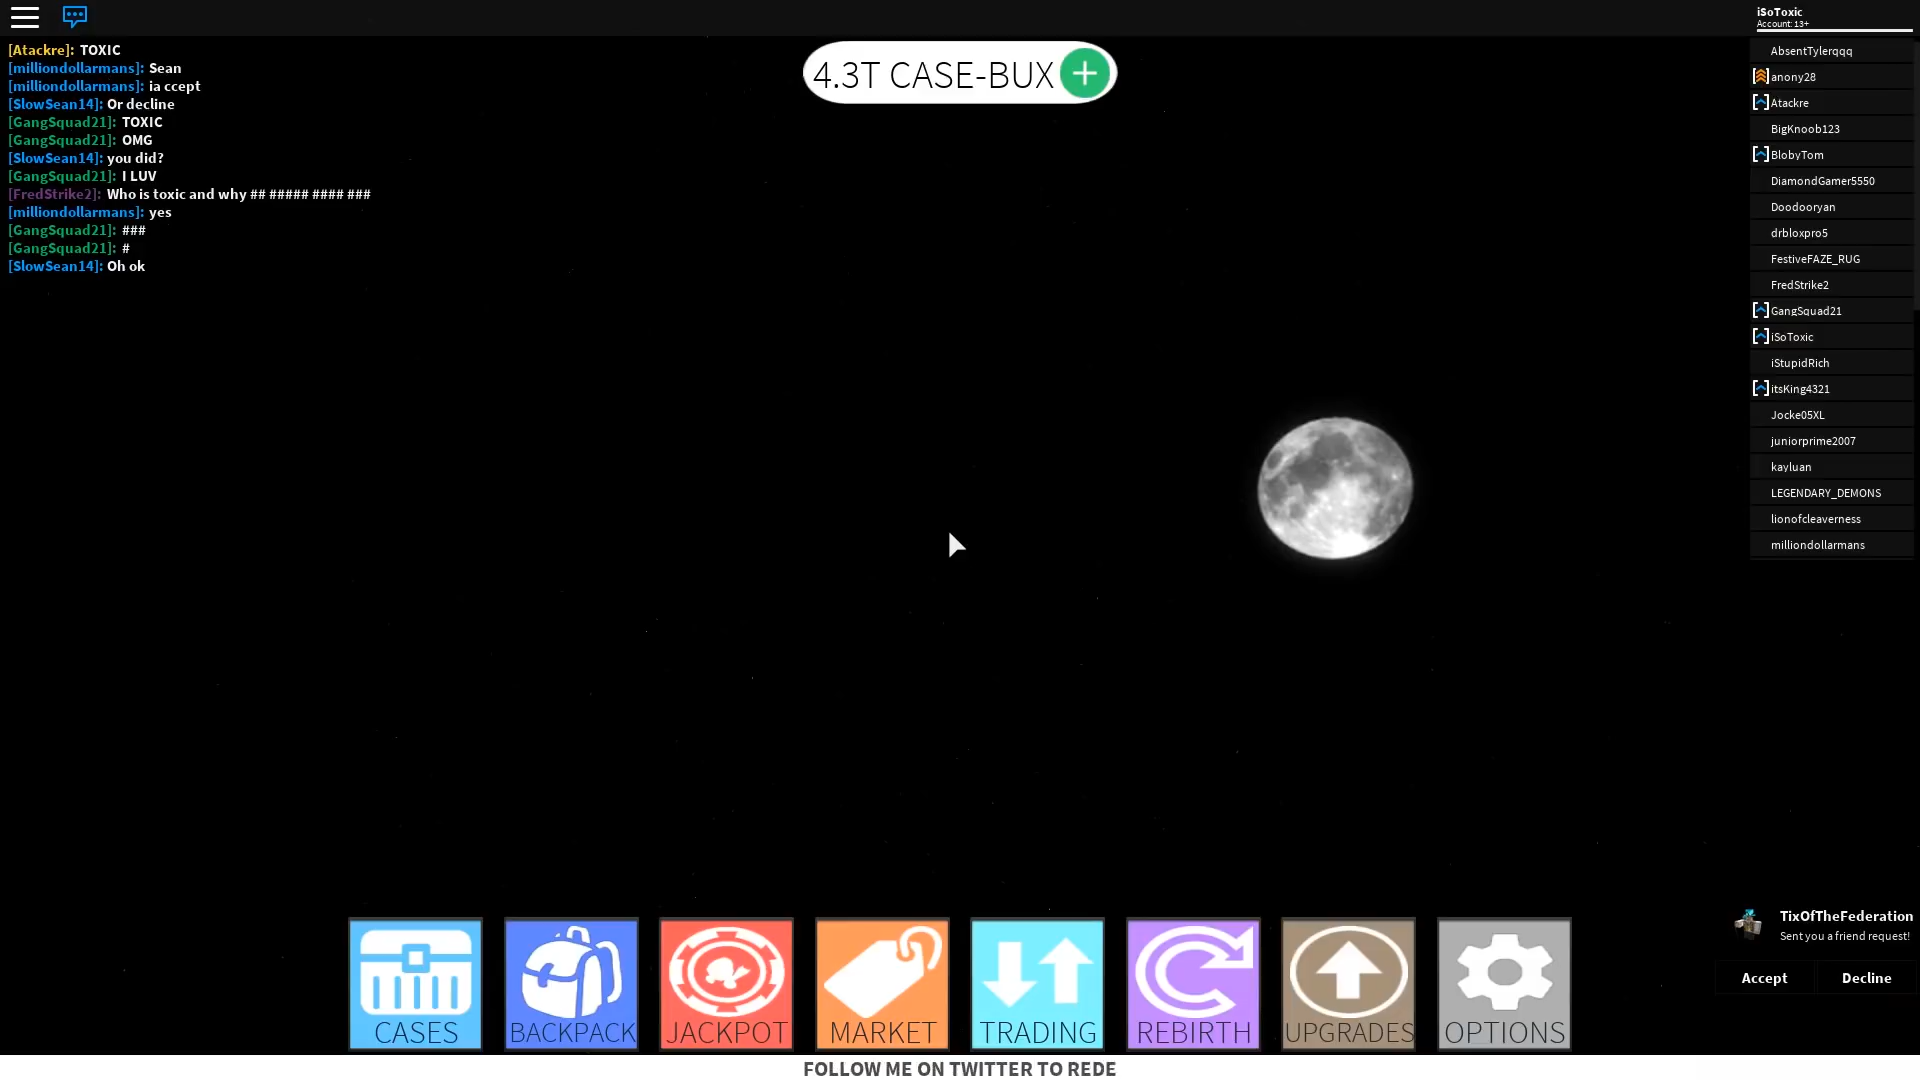 iSoToxic
Account: 13+
[Atackre]: TOXIC
[milliondollarmans]: Sean
[milliondollarmans]: ia ccept
[SlowSean14]: Or decline
[GangSquad21]: TOXIC
[GangSquad21]: OMG
[SlowSean14]: you did?
[GangSquad21]: I LUV
[FredStrike2]: Who is toxic and why ## ##### #### ###
[milliondollarmans]: yes
[GangSquad21]: ###
[GangSquad21]: #
[SlowSean14]: Oh ok
4.3T CASE-BUX
AbsentTylerqqq
anony28
Atackre
BigKnoob123
BlobyTom
DiamondGamer5550
Doodooryan
drbloxpro5
FestiveFAZE_RUG
FredStrike2
GangSquad21
iSoToxic
iStupidRich
itsKing4321
Jocke05XL
juniorprime2007
kayluan
LEGENDARY_DEMONS
lionofcleaverness
milliondollarmans
TixOfTheFederation
Sent you a friend request!
Accept
Decline
CASES
BACKPACK
JACKPOT
MARKET
TRADING
REBIRTH
UPGRADES
OPTIONS
FOLLOW ME ON TWITTER TO REDE